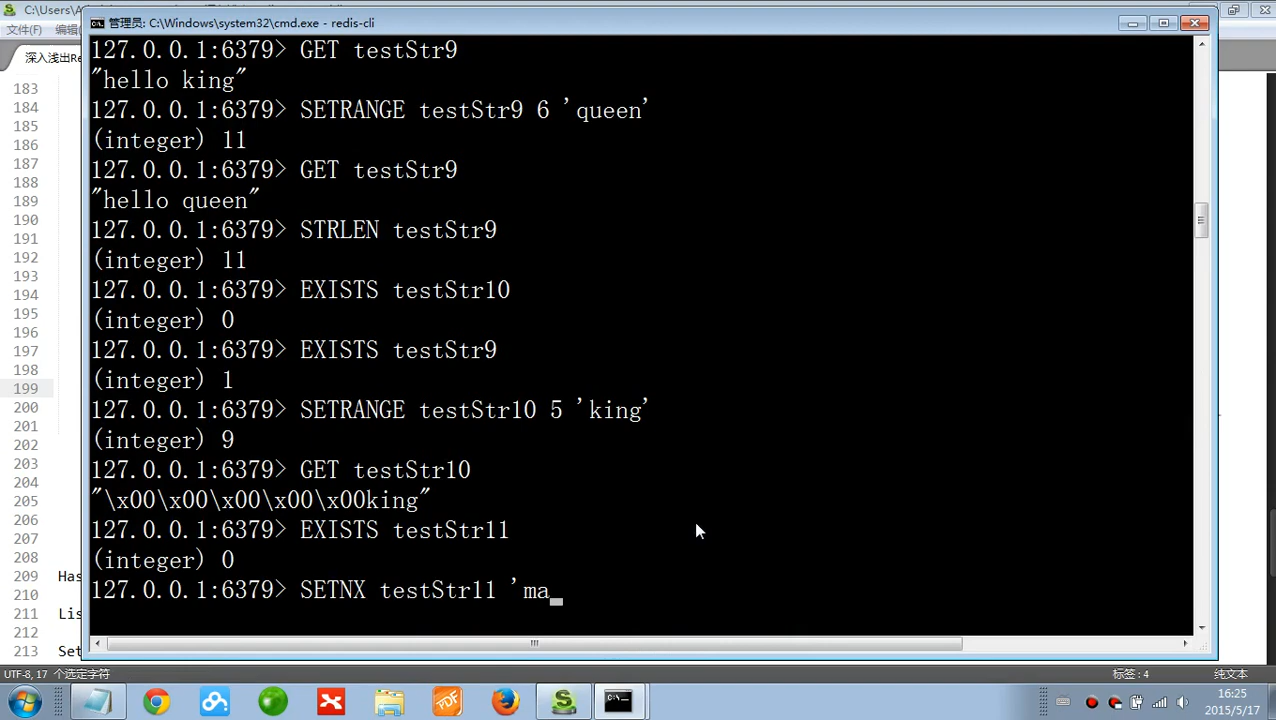 C:\Users\A
管理员: C:\Windows\system32\cmd.exe - redis-cli
文件(F)
编辑(
深入浅出Re
183
184
185
186
187
188
189
190
191
192
193
194
195
196
197
198
199
200
201
202
203
204
205
206
207
208
209 Has
210
211 Lis
212
213 Set
127.0.0.1:6379> GET testStr9
"hello king"
127.0.0.1:6379> SETRANGE testStr9 6 'queen'
(integer) 11
127.0.0.1:6379> GET testStr9
"hello queen"
127.0.0.1:6379> STRLEN testStr9
(integer) 11
127.0.0.1:6379> EXISTS testStr10
(integer) 0
127.0.0.1:6379> EXISTS testStr9
(integer) 1
127.0.0.1:6379> SETRANGE testStr10 5 'king'
(integer) 9
127.0.0.1:6379> GET testStr10
"\x00\x00\x00\x00\x00king"
127.0.0.1:6379> EXISTS testStr11
(integer) 0
127.0.0.1:6379> SETNX testStr11 'ma_
UTF-8, 17 个选定字符
标签: 4
纯文本
PDF
16:25
2015/5/17